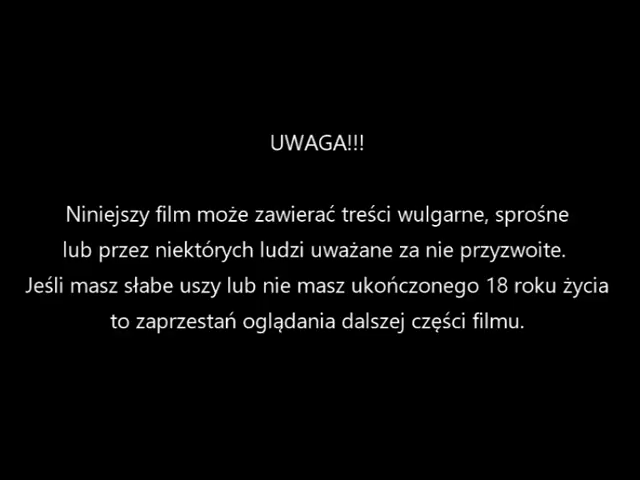 UWAGA!!!
Niniejszy film może zawierać treści wulgarne, sprośne
lub przez niektórych ludzi uważane za nie przyzwoite.
Jeśli masz słabe uszy lub nie masz ukończonego 18 roku życia
to zaprzestań oglądania dalszej części filmu.